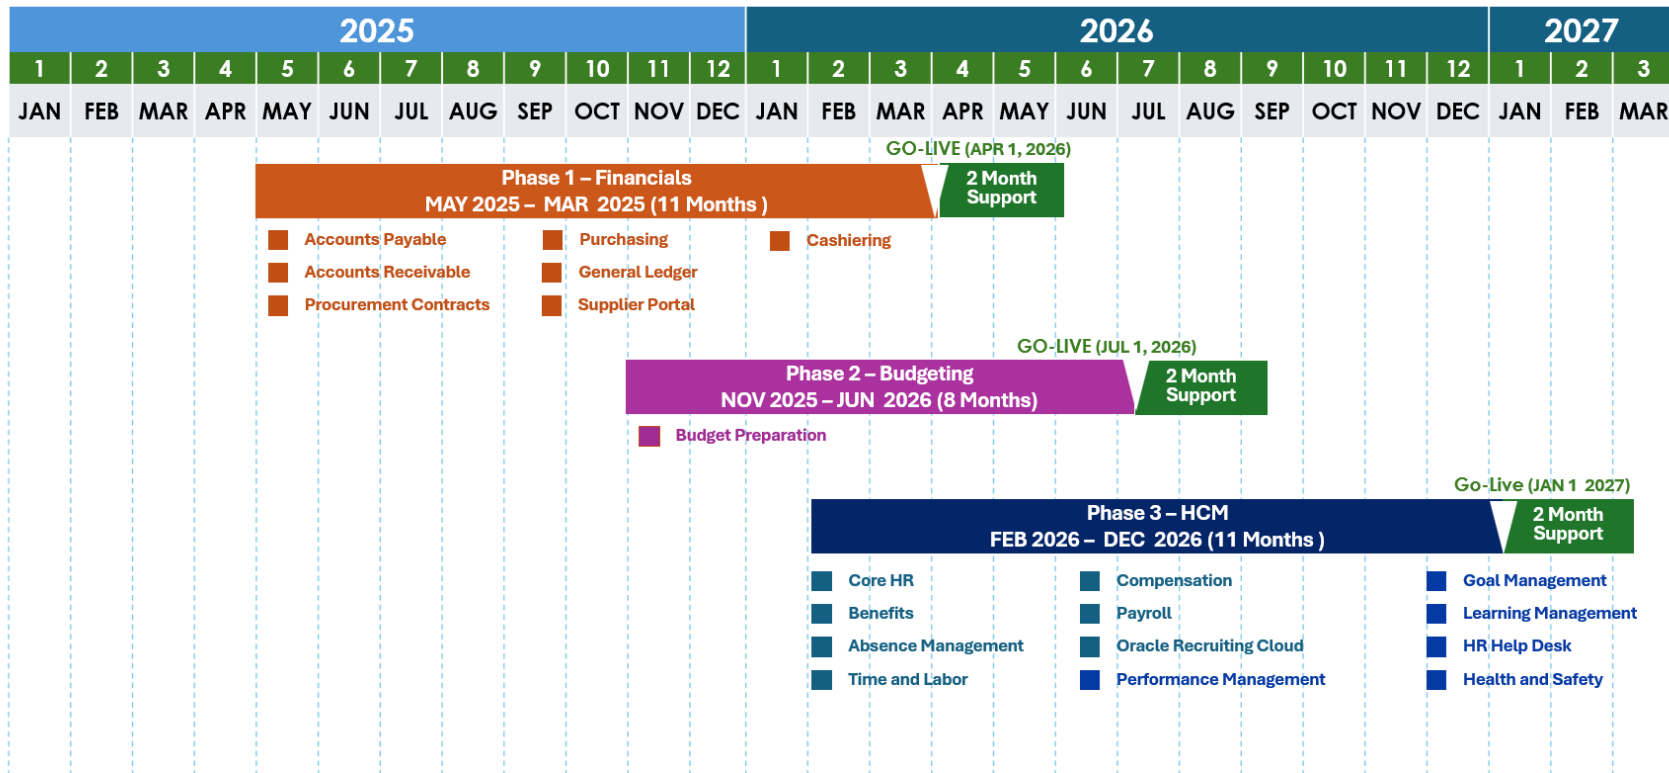 2025 2026 2027
1 2 3 4 5 6 7 8 9 10 11 12 1 2 3 4 5 6 7 8 9 10 11 12 1 2 3
JAN FEB MAR APR MAY JUN JUL AUG SEP OCT NOV DEC JAN FEB MAR APR MAY JUN JUL AUG SEP OCT NOV DEC JAN FEB MAR
GO-LIVE (APR 1, 2026)
Phase 1 – Financials
MAY 2025 – MAR 2025 (11 Months )
2 Month
Support
Accounts Payable
Accounts Receivable
Procurement Contracts
Purchasing
General Ledger
Supplier Portal
Cashiering
GO-LIVE (JUL 1, 2026)
Phase 2 – Budgeting
NOV 2025 – JUN 2026 (8 Months)
2 Month
Support
Budget Preparation
Go-Live (JAN 1 2027)
Phase 3 – HCM
FEB 2026 – DEC 2026 (11 Months )
2 Month
Support
Core HR
Benefits
Absence Management
Time and Labor
Compensation
Payroll
Oracle Recruiting Cloud
Performance Management
Goal Management
Learning Management
HR Help Desk
Health and Safety